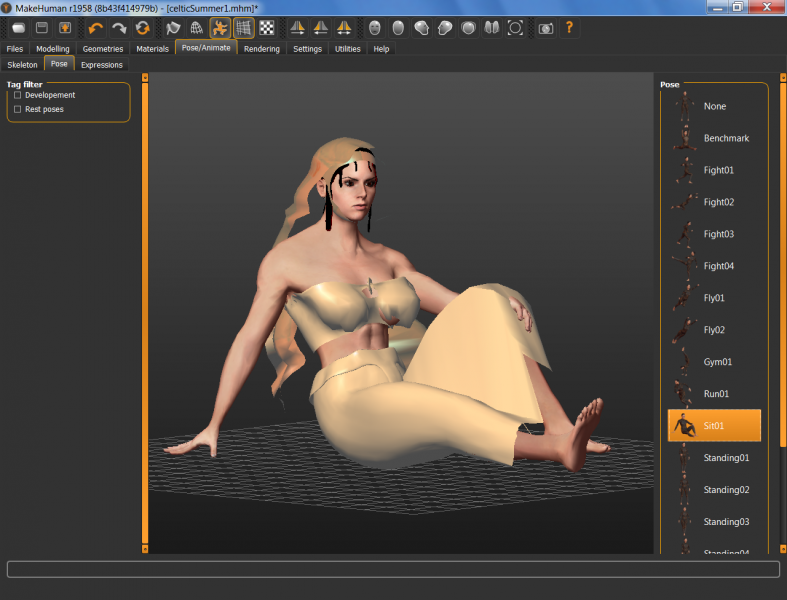 MakeHuman r1958 (8b43f414979b) - [celticSummer1.mhm]*
?
Files Modelling Geometries Materials Pose/Animate Rendering Settings Utilities Help
Skeleton Pose Expressions
Tag filter
Developement
Rest poses
Pose
None
Benchmark
Fight01
Fight02
Fight03
Fight04
Fly01
Fly02
Gym01
Run01
Sit01
Standing01
Standing02
Standing03
Standing04